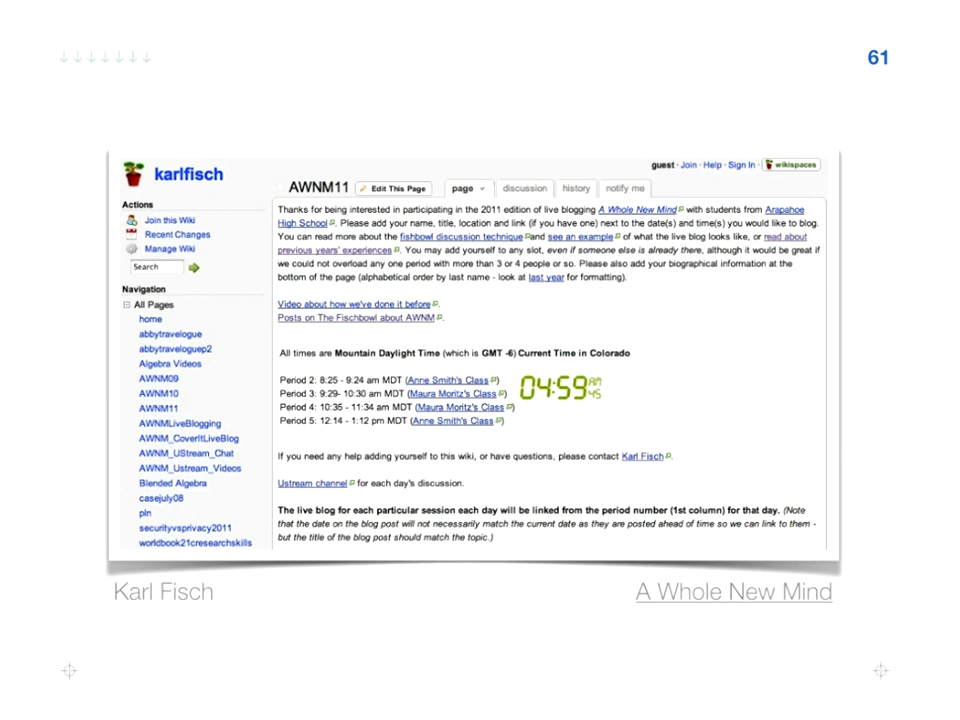 61
guest · Join · Help · Sign In · wikispaces
karlfisch
Actions
Join this Wiki
Recent Changes
Manage Wiki
Search
Navigation
All Pages
home
abbytravelogue
abbytraveloguep2
Algebra Videos
AWNM09
AWNM10
AWNM11
AWNMLiveBlogging
AWNM_CoverItLiveBlog
AWNM_UStream_Chat
AWNM_Ustream_Videos
Blended Algebra
casejuly08
pln
securityvsprivacy2011
worldbook21cresearchskills
AWNM11 Edit This Page page discussion history notify me
Thanks for being interested in participating in the 2011 edition of live blogging A Whole New Mind with students from Arapahoe
High School. Please add your name, title, location and link (if you have one) next to the date(s) and time(s) you would like to blog.
You can read more about the fishbowl discussion technique and see an example of what the live blog looks like, or read about
previous years' experiences. You may add yourself to any slot, even if someone else is already there, although it would be great if
we could not overload any one period with more than 3 or 4 people or so. Please also add your biographical information at the
bottom of the page (alphabetical order by last name - look at last year for formatting).
Video about how we've done it before.
Posts on The Fischbowl about AWNM.
All times are Mountain Daylight Time (which is GMT -6) Current Time in Colorado
Period 2: 8:25 - 9:24 am MDT (Anne Smith's Class)
Period 3: 9:29- 10:30 am MDT (Maura Moritz's Class)
Period 4: 10:35 - 11:34 am MDT (Maura Moritz's Class)
Period 5: 12:14 - 1:12 pm MDT (Anne Smith's Class)
04:59 AM 45
If you need any help adding yourself to this wiki, or have questions, please contact Karl Fisch.
Ustream channel for each day's discussion.
The live blog for each particular session each day will be linked from the period number (1st column) for that day. (Note
that the date on the blog post will not necessarily match the current date as they are posted ahead of time so we can link to them -
but the title of the blog post should match the topic.)
Karl Fisch
A Whole New Mind